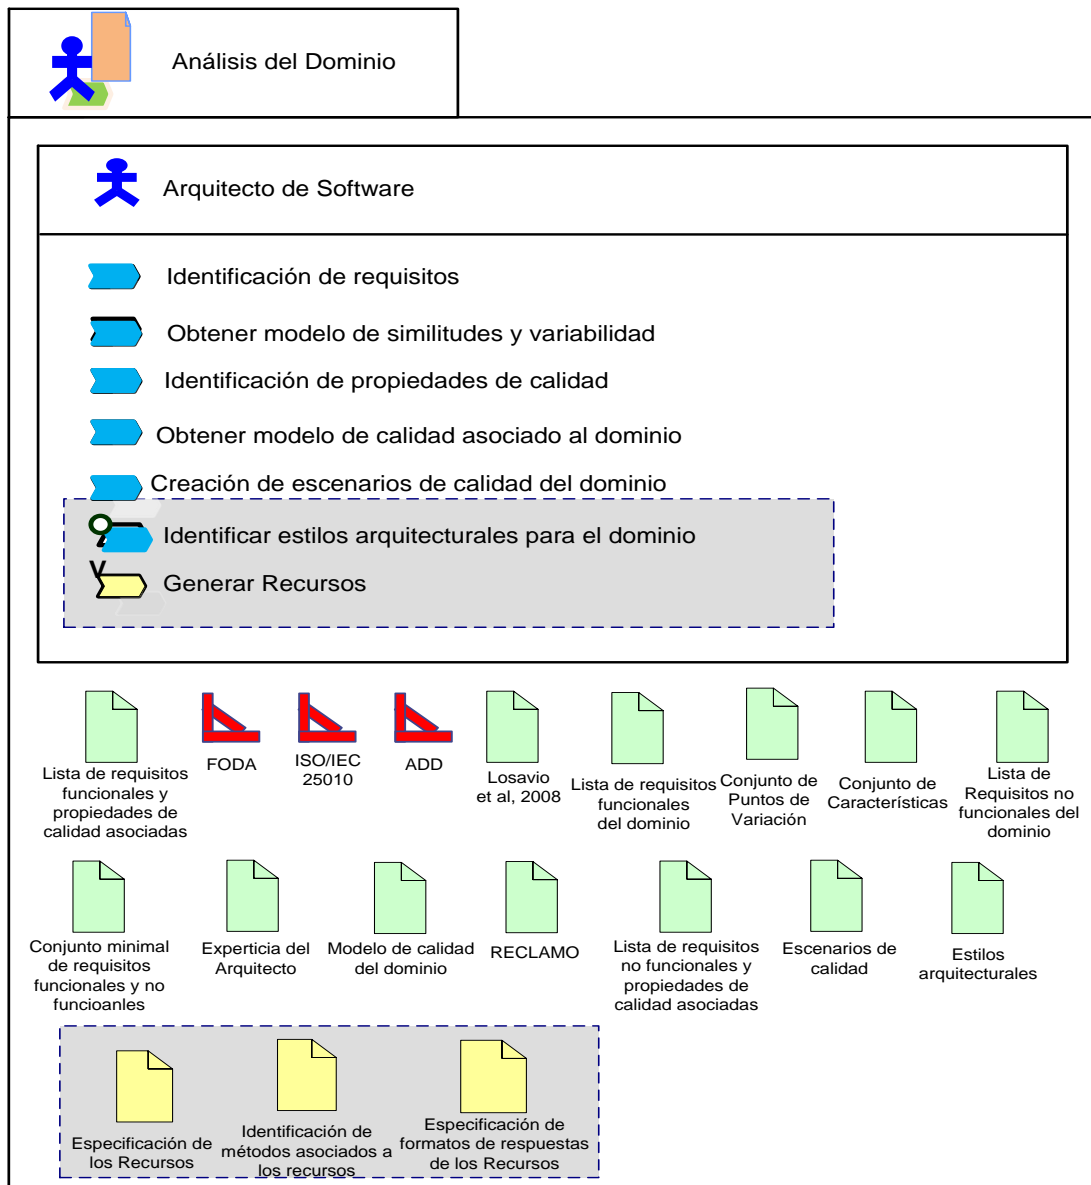 Análisis del Dominio
Arquitecto de Software
Identificación de requisitos
Obtener modelo de similitudes y variabilidad
Identificación de propiedades de calidad
Obtener modelo de calidad asociado al dominio
Creación de escenarios de calidad del dominio
Identificar estilos arquitecturales para el dominio
V
Generar Recursos
Lista de requisitos
funcionales y
propiedades de
calidad asociadas
FODA
ISO/IEC
25010
ADD
Losavio
et al, 2008
Lista de requisitos
funcionales
del dominio
Conjunto de
Puntos de
Variación
Conjunto de
Características
Lista de
Requisitos no
funcionales del
dominio
Conjunto minimal
de requisitos
funcionales y no
funcioanles
Experticia del
Arquitecto
Modelo de calidad
del dominio
RECLAMO
Lista de requisitos
no funcionales y
propiedades de
calidad asociadas
Escenarios de
calidad
Estilos
arquitecturales
Especificación de
los Recursos
Identificación de
métodos asociados a
los recursos
Especificación de
formatos de respuestas
de los Recursos